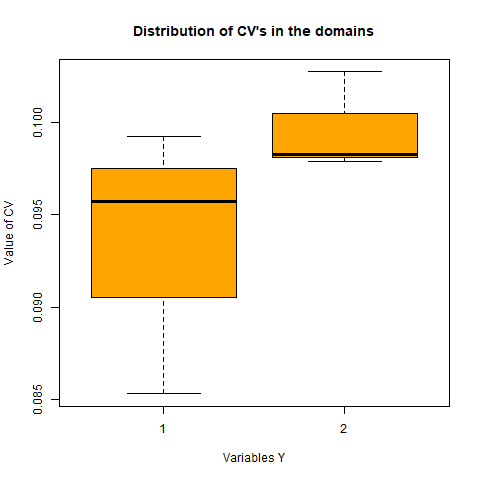 Distribution of CV's in the domains
Value of CV
0.100
0.095
0.090
0.085
1 2
Variables Y